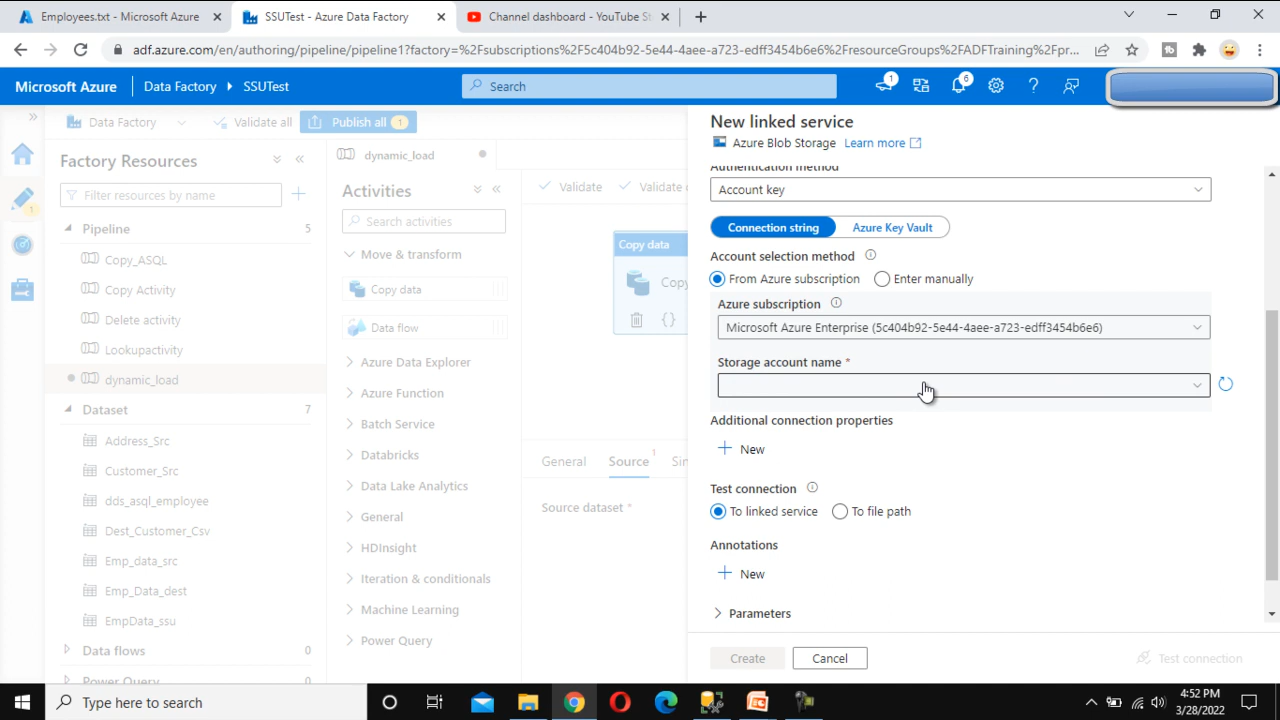 Employees.txt - Microsoft Azure
SSUTest - Azure Data Factory
Channel dashboard - YouTube St
adf.azure.com/en/authoring/pipeline/pipeline1?factory=%2Fsubscriptions%2F5c404b92-5e44-4aee-a723-edff3454b6e6%2FresourceGroups%2FADFTraining%2Fpr...
Microsoft Azure
Data Factory
SSUTest
Search
1
6
Data Factory
Validate all
Publish all 1
Factory Resources
Filter resources by name
Pipeline 5
Copy_ASQL
Copy Activity
Delete activity
Lookupactivity
dynamic_load
Dataset 7
Address_Src
Customer_Src
dds_asql_employee
Dest_Customer_Csv
Emp_data_src
Emp_Data_dest
EmpData_ssu
Data flows 0
Power Query 0
dynamic_load
Activities
Search activities
Move & transform
Copy data
Data flow
Azure Data Explorer
Azure Function
Batch Service
Databricks
Data Lake Analytics
General
HDInsight
Iteration & conditionals
Machine Learning
Power Query
Validate
Validate c
Copy data
Copy
General
Source 1
Sin
Source dataset *
New linked service
Azure Blob Storage Learn more
Authentication method
Account key
Connection string
Azure Key Vault
Account selection method
From Azure subscription
Enter manually
Azure subscription
Microsoft Azure Enterprise (5c404b92-5e44-4aee-a723-edff3454b6e6)
Storage account name *
Additional connection properties
New
Test connection
To linked service
To file path
Annotations
New
Parameters
Create
Cancel
Test connection
Type here to search
4:52 PM
3/28/2022